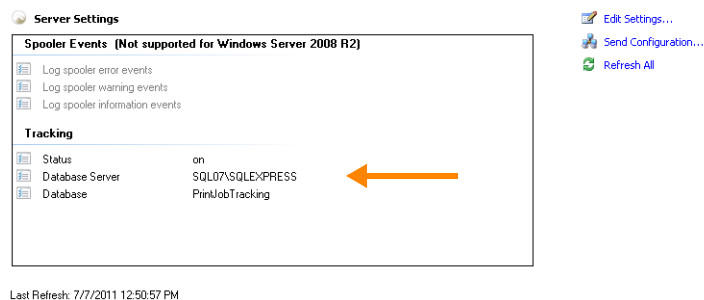 Server Settings
Edit Settings...
Spooler Events (Not supported for Windows Server 2008 R2)
Send Configuration...
Log spooler error events
Refresh All
Log spooler warning events
Log spooler information events
Tracking
Status on
Database Server SQL07\SQLEXPRESS
Database PrintJobTracking
Last Refresh: 7/7/2011 12:50:57 PM